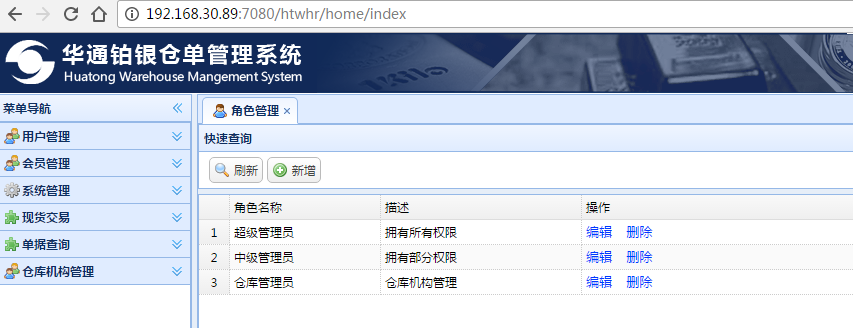 192.168.30.89:7080/htwhr/home/index
华通铂银仓单管理系统
Huatong Warehouse Mangement System
菜单导航
角色管理
用户管理
快速查询
会员管理
刷新 新增
系统管理
现货交易
单据查询
仓库机构管理
角色名称 描述 操作
1 超级管理员 拥有所有权限 编辑 删除
2 中级管理员 拥有部分权限 编辑 删除
3 仓库管理员 仓库机构管理 编辑 删除